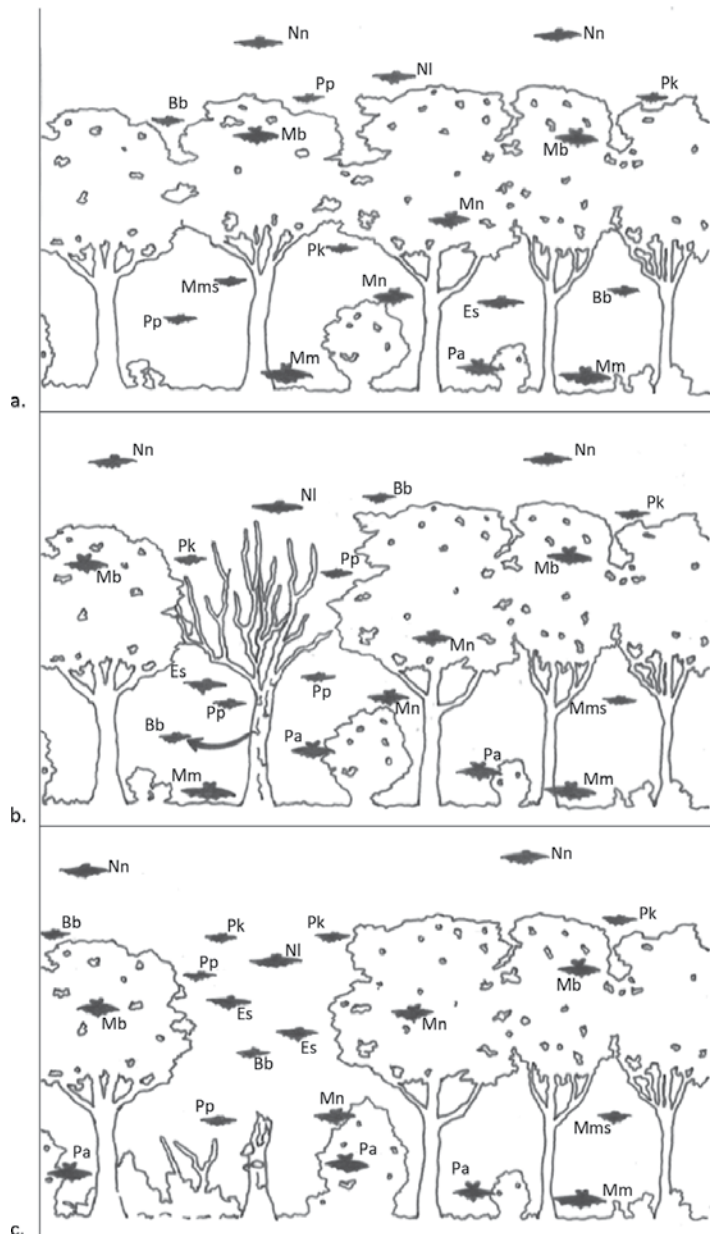 Nn Nn
Nl
Pp Pk
Bb
Mb Mb
Mn
Pk
Mms Mn Es Bb
Pp
Mm Pa Mm
a.
Nn Nn
Nl Bb
Pk Pk
Mb Pp Mb
Mn
Es Pp
Pp Mn Mms
Bb Pa
Pa
Mm Mm
b.
Nn Nn
Bb Pk Pk Pk
Nl
Pp Mb
Mb Es Mn
Es
Bb
Pp Mn Mms
Pa Pa Pa
Mm
c.